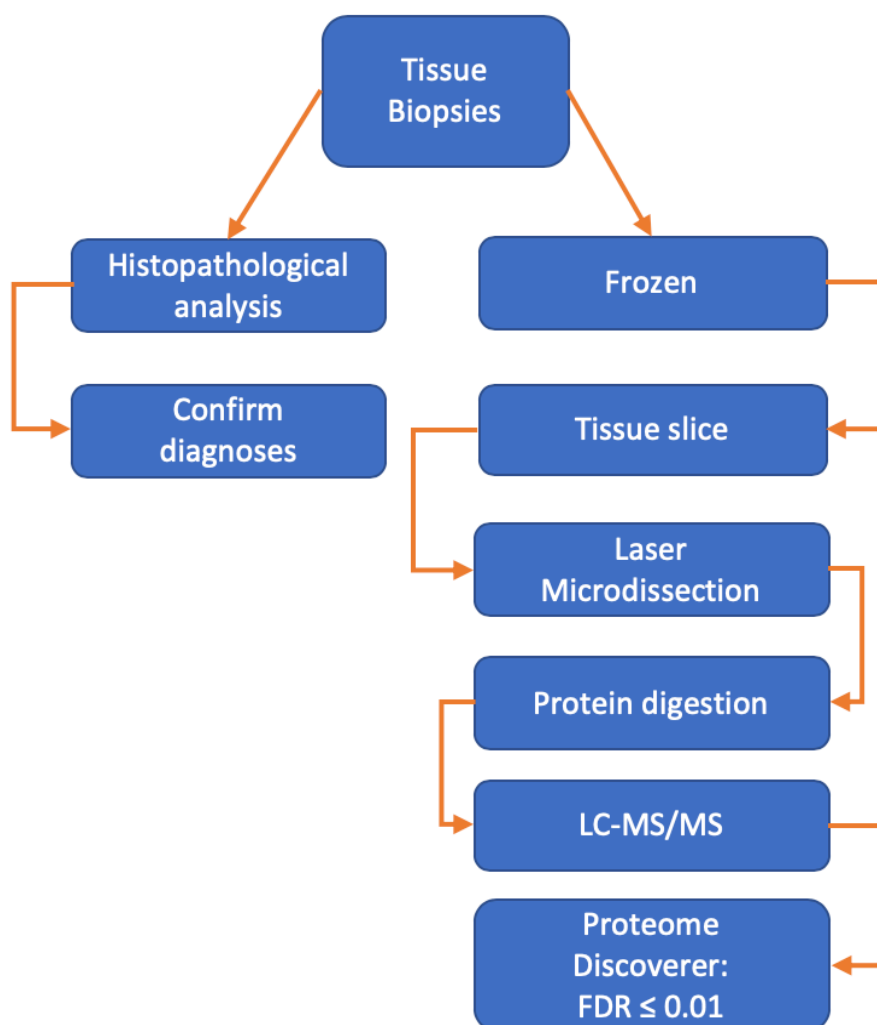 Tissue
Biopsies
Histopathological
analysis
Frozen
Confirm
diagnoses
Tissue slice
Laser
Microdissection
Protein digestion
LC-MS/MS
Proteome
Discoverer:
FDR ≤ 0.01